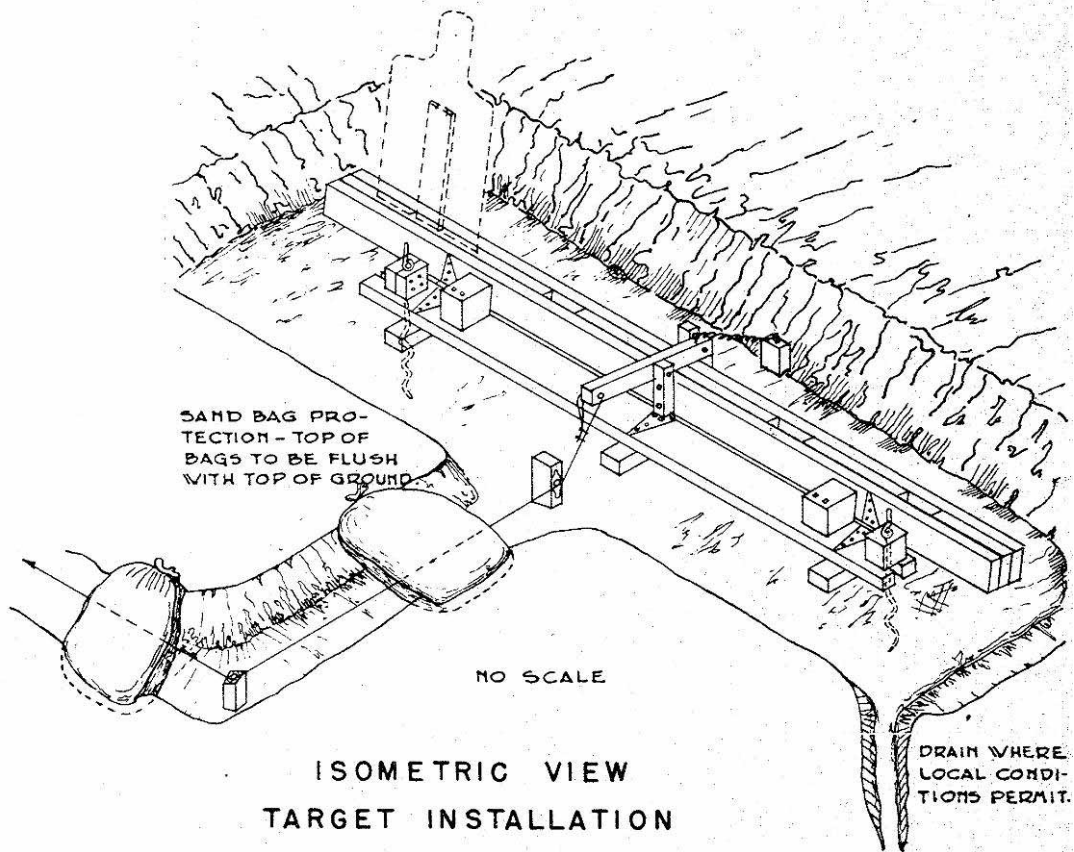 SAND BAG PRO-
TECTION - TOP OF
BAGS TO BE FLUSH
WITH TOP OF GROUND.
NO SCALE
DRAIN WHERE
LOCAL CONDI-
TIONS PERMIT.
ISOMETRIC VIEW
TARGET INSTALLATION